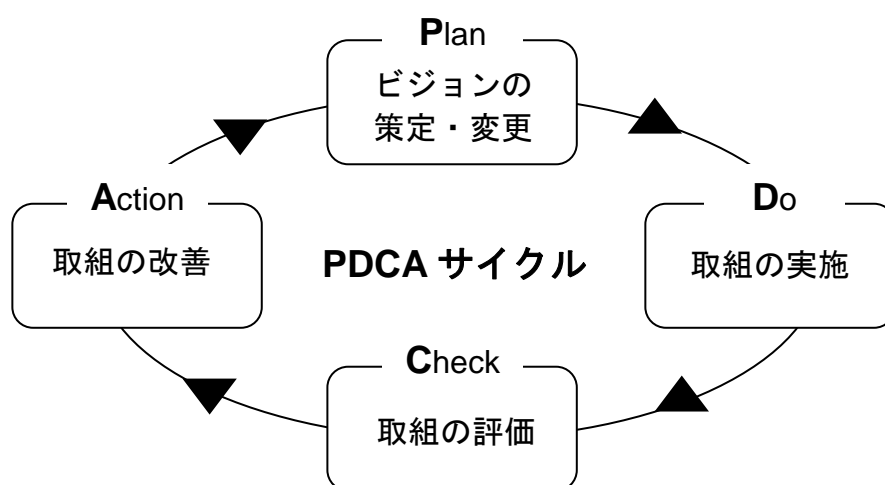 Plan
ビジョンの
策定・変更
Action
取組の改善
PDCA サイクル
Do
取組の実施
Check
取組の評価